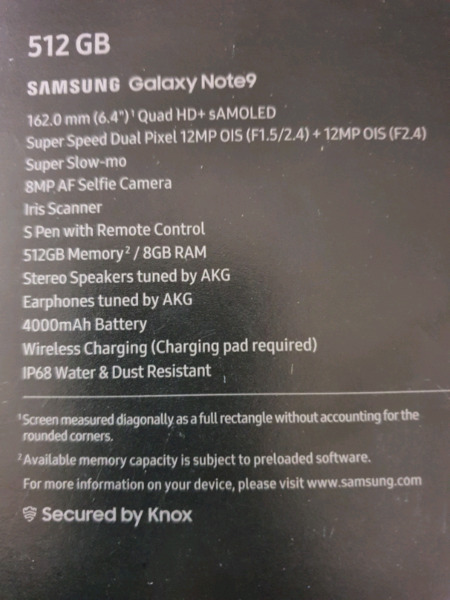 512 GB
SAMSUNG Galaxy Note9
162.0 mm (6.4")¹ Quad HD+ sAMOLED
Super Speed Dual Pixel 12MP OIS (F1.5/2.4) + 12MP OIS (F2.4)
Super Slow-mo
8MP AF Selfie Camera
Iris Scanner
S Pen with Remote Control
512GB Memory² / 8GB RAM
Stereo Speakers tuned by AKG
Earphones tuned by AKG
4000mAh Battery
Wireless Charging (Charging pad required)
IP68 Water & Dust Resistant
¹Screen measured diagonally as a full rectangle without accounting for the
rounded corners.
²Available memory capacity is subject to preloaded software.
For more information on your device, please visit www.samsung.com
Secured by Knox